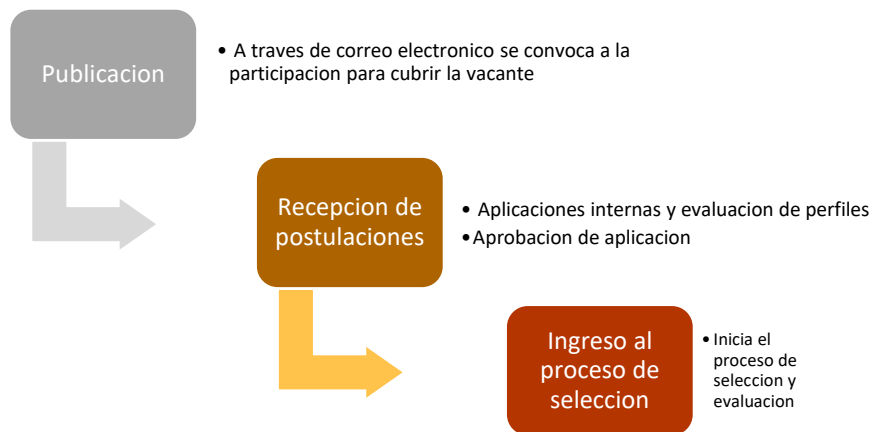 Publicacion
• A traves de correo electronico se convoca a la
participacion para cubrir la vacante
Recepcion de
postulaciones
• Aplicaciones internas y evaluacion de perfiles
• Aprobacion de aplicacion
Ingreso al
proceso de
seleccion
• Inicia el
proceso de
seleccion y
evaluacion